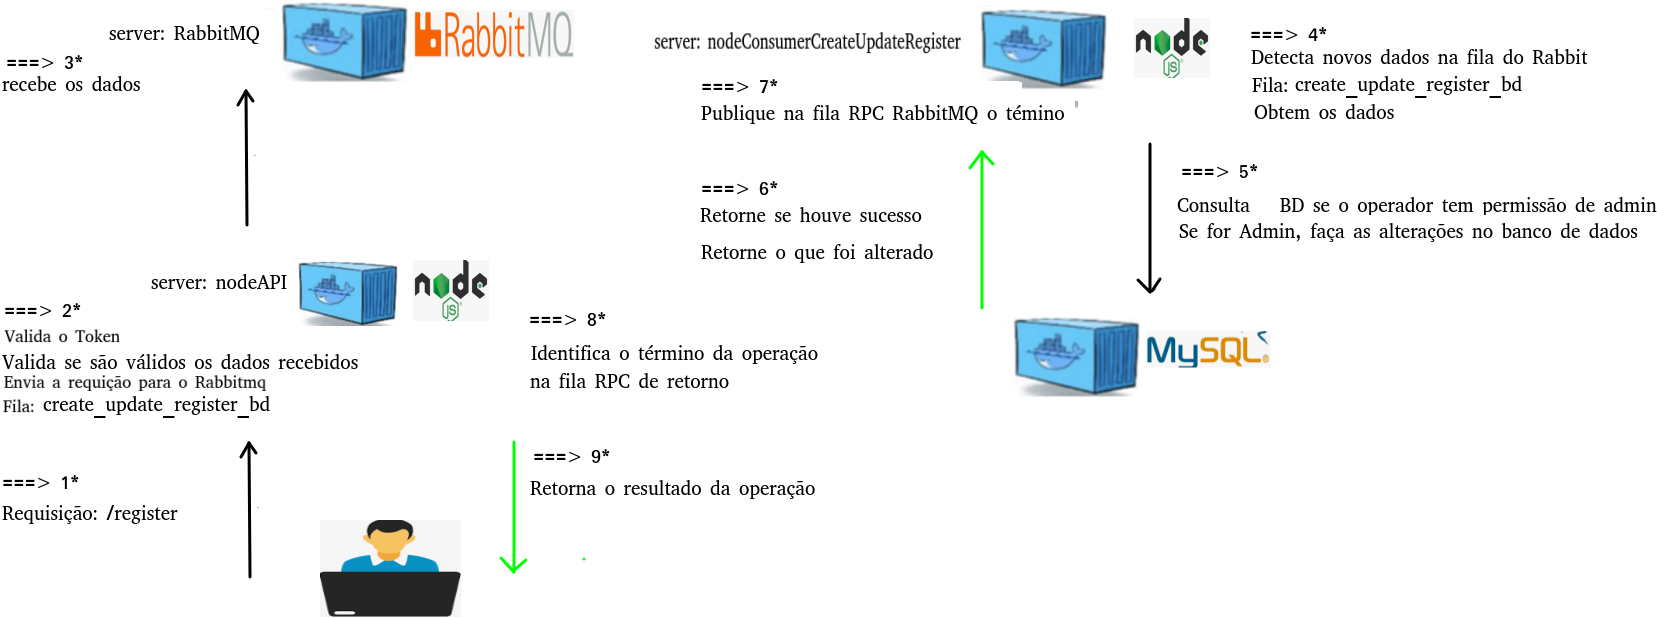 server: RabbitMQ
RabbitMQ
===> 3*
recebe os dados
server: nodeAPI
node
JS
===> 2*
Valida o Token
Valida se são válidos os dados recebidos
Envia a requição para o Rabbitmq
Fila: create_update_register_bd
===> 1*
Requisição: /register
server: nodeConsumerCreateUpdateRegister
node
JS
===> 4*
Detecta novos dados na fila do Rabbit
Fila: create_update_register_bd
Obtem os dados
===> 5*
Consulta BD se o operador tem permissão de admin
Se for Admin, faça as alterações no banco de dados
MySQL
===> 6*
Retorne se houve sucesso
Retorne o que foi alterado
===> 7*
Publique na fila RPC RabbitMQ o témino
===> 8*
Identifica o término da operação
na fila RPC de retorno
===> 9*
Retorna o resultado da operação